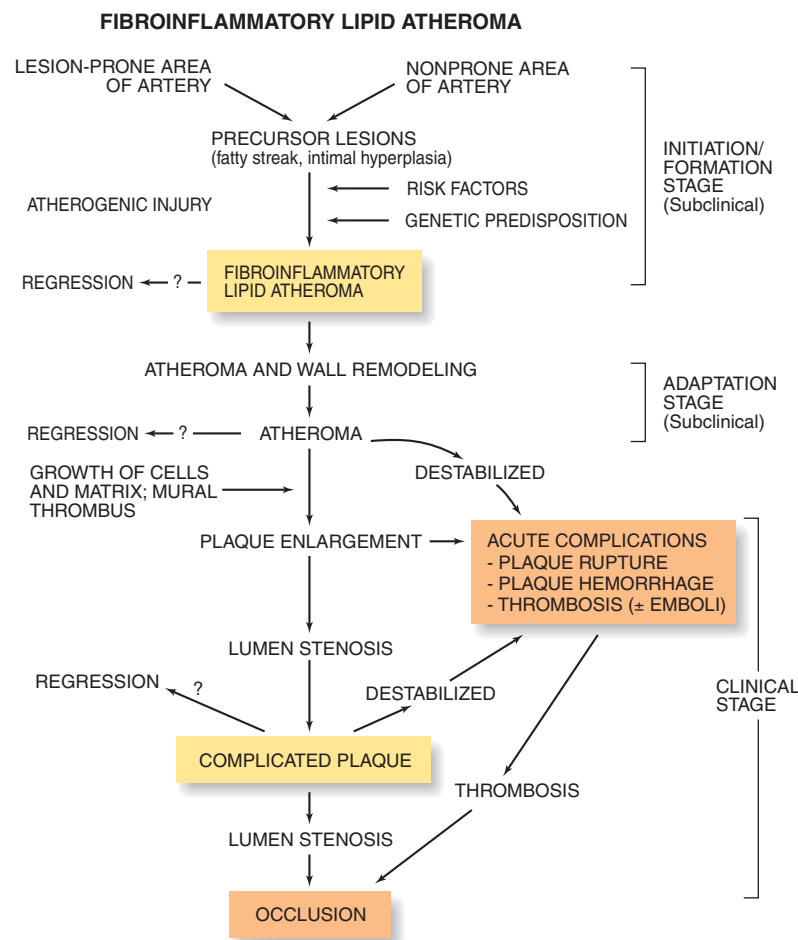 FIBROINFLAMMATORY LIPID ATHEROMA
LESION-PRONE AREA
OF ARTERY
NONPRONE AREA
OF ARTERY
PRECURSOR LESIONS
(fatty streak, intimal hyperplasia)
INITIATION/
FORMATION
STAGE
(Subclinical)
RISK FACTORS
ATHEROGENIC INJURY
GENETIC PREDISPOSITION
FIBROINFLAMMATORY
LIPID ATHEROMA
REGRESSION
?
ATHEROMA AND WALL REMODELING
ADAPTATION
STAGE
(Subclinical)
REGRESSION
?
ATHEROMA
DESTABILIZED
GROWTH OF CELLS
AND MATRIX; MURAL
THROMBUS
PLAQUE ENLARGEMENT
ACUTE COMPLICATIONS
- PLAQUE RUPTURE
- PLAQUE HEMORRHAGE
- THROMBOSIS (± EMBOLI)
LUMEN STENOSIS
REGRESSION
?
DESTABILIZED
CLINICAL
STAGE
COMPLICATED PLAQUE
THROMBOSIS
LUMEN STENOSIS
OCCLUSION